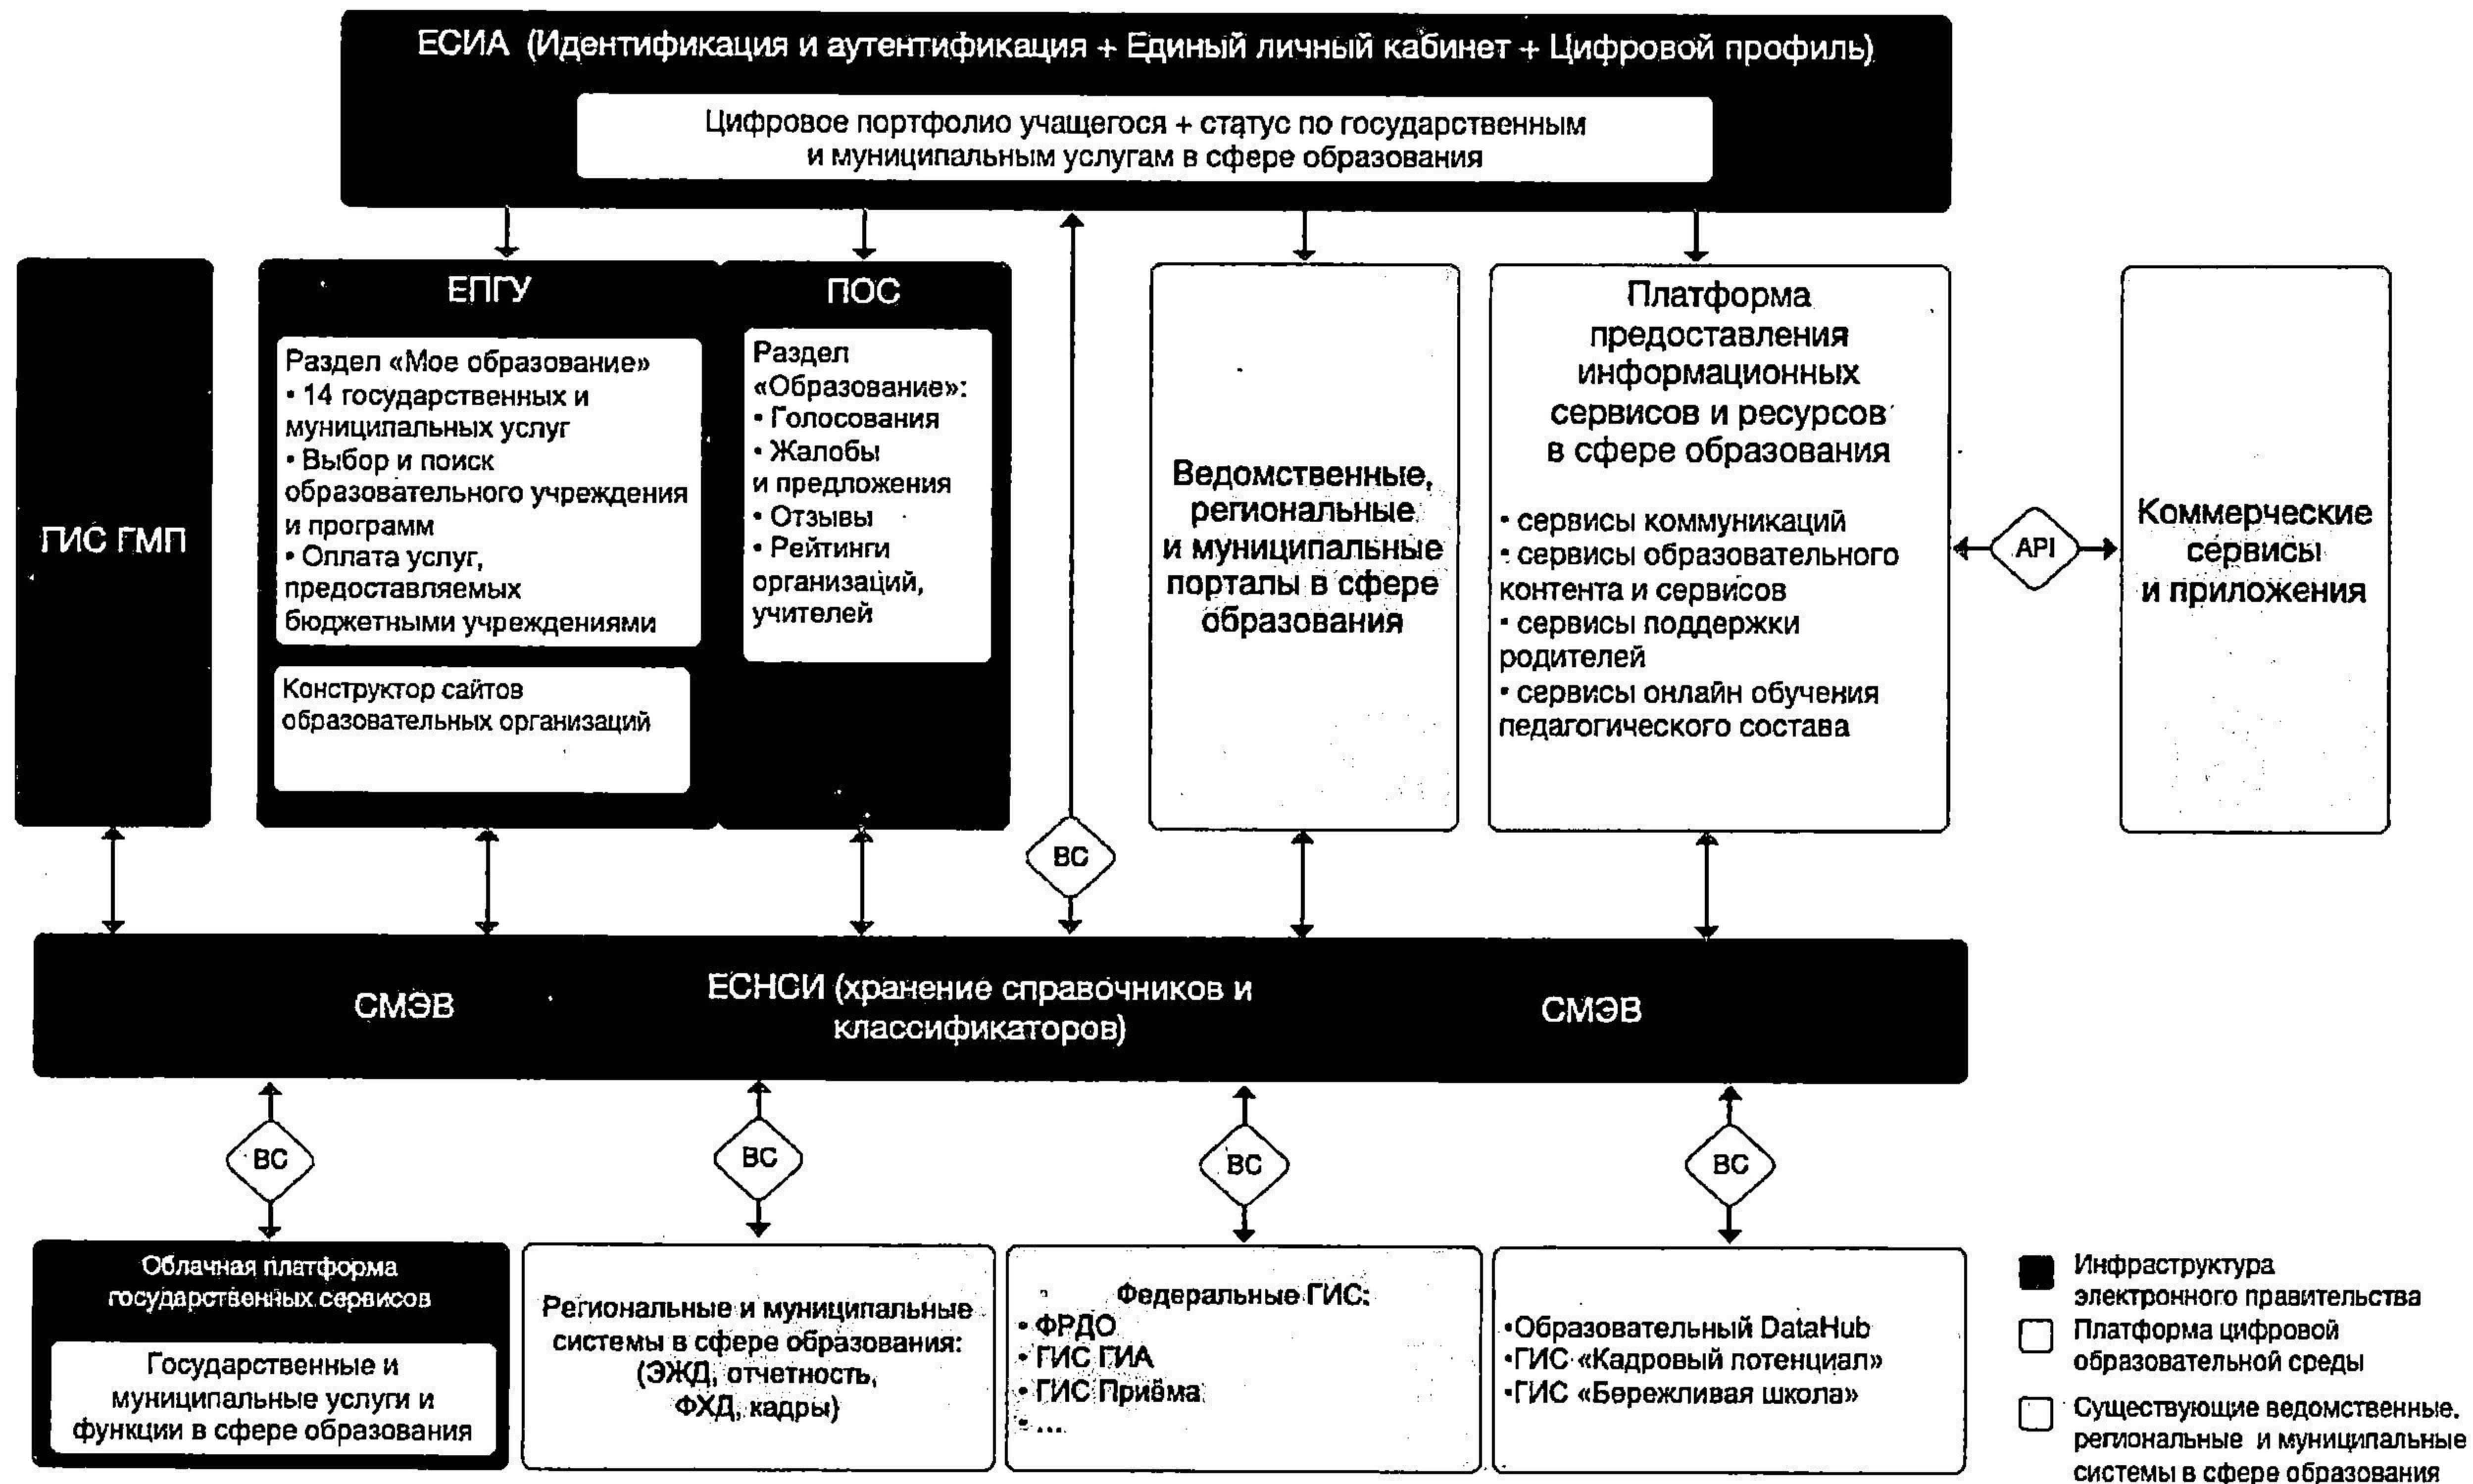 ЕСИА (Идентификация и аутентификация + Единый личный кабинет + Цифровой профиль)
Цифровое портфолио учащегося + статус по государственным
и муниципальным услугам в сфере образования
ГИС ГМП
ЕПГУ
Раздел «Мое образование»
• 14 государственных и
муниципальных услуг
• Выбор и поиск
образовательного учреждения
и программ
• Оплата услуг,
предоставляемых
бюджетными учреждениями
Конструктор сайтов
образовательных организаций
ПОС
Раздел
«Образование»:
• Голосования
• Жалобы
и предложения
• Отзывы
• Рейтинги
организаций,
учителей
ВС
Ведомственные,
региональные
и муниципальные
порталы в сфере
образования
Платформа
предоставления
информационных
сервисов и ресурсов
в сфере образования
• сервисы коммуникаций
• сервисы образовательного
контента и сервисов
• сервисы поддержки
родителей
• сервисы онлайн обучения
педагогического состава
API
Коммерческие
сервисы
и приложения
СМЭВ
ЕСНСИ (хранение справочников и
классификаторов)
СМЭВ
ВС
ВС
ВС
ВС
Облачная платформа
государственных сервисов
Государственные и
муниципальные услуги и
функции в сфере образования
Региональные и муниципальные
системы в сфере образования:
(ЭЖД, отчетность,
ФХД, кадры)
Федеральные ГИС:
• ФРДО
• ГИС ГИА
• ГИС Приёма
• ...
•Образовательный DataHub
•ГИС «Кадровый потенциал»
•ГИС «Бережливая школа»
Инфраструктура
электронного правительства
Платформа цифровой
образовательной среды
Существующие ведомственные,
региональные и муниципальные
системы в сфере образования